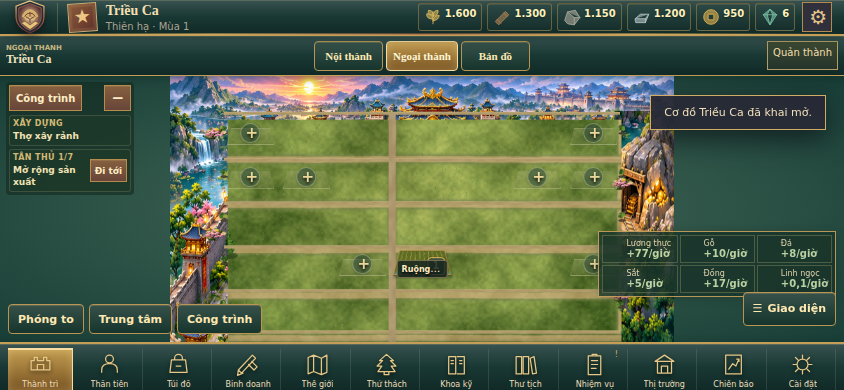 Triều Ca
Thiên hạ · Mùa 1
1.600
1.300
1.150
1.200
950
6
NGOẠI THÀNH
Triều Ca
Nội thành
Ngoại thành
Bản đồ
Quản thành
Công trình
−
XÂY DỰNG
Thợ xây rảnh
TÂN THỦ 1/7
Mở rộng sản xuất
Đi tới
Cơ đồ Triều Ca đã khai mở.
Ruộng...
Lương thực
+77/giờ
Gỗ
+10/giờ
Đá
+8/giờ
Sắt
+5/giờ
Đồng
+17/giờ
Linh ngọc
+0,1/giờ
☰ Giao diện
Phóng to
Trung tâm
Công trình
Thành trì
Thần tiên
Túi đồ
Binh doanh
Thế giới
Thử thách
Khoa kỹ
Thư tịch
Nhiệm vụ
!
Thị trường
Chiến báo
Cài đặt